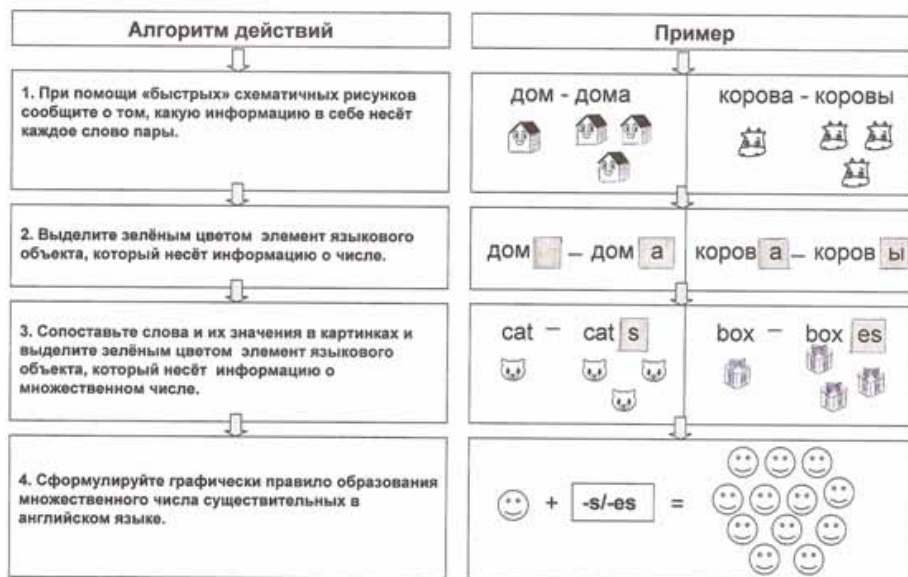 Алгоритм действий
Пример
1. При помощи «быстрых» схематичных рисунков
сообщите о том, какую информацию в себе несёт
каждое слово пары.
дом - дома
корова - коровы
2. Выделите зелёным цветом элемент языкового
объекта, который несёт информацию о числе.
дом – дом а
коров а – коров ы
3. Сопоставьте слова и их значения в картинках и
выделите зелёным цветом элемент языкового
объекта, который несёт информацию о
множественном числе.
cat – cat s
box – box es
4. Сформулируйте графически правило образования
множественного числа существительных в
английском языке.
+ -s/-es =